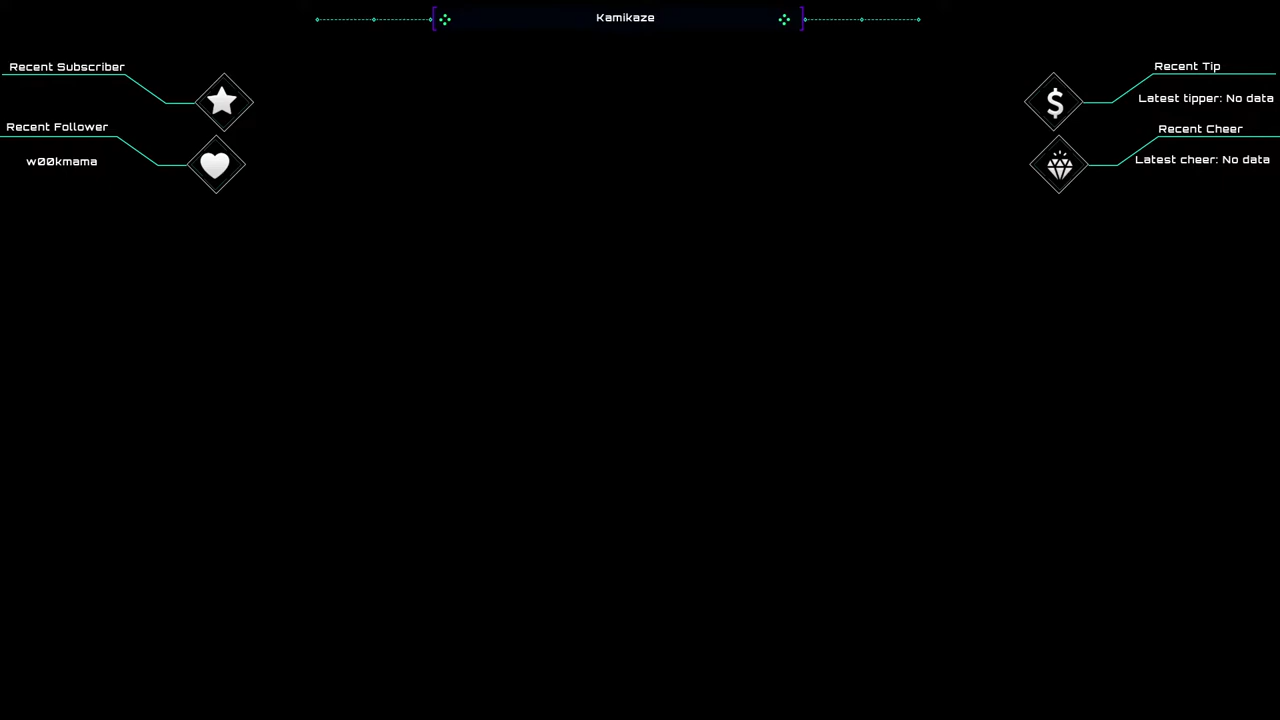 Kamikaze
Recent Subscriber
Recent Follower
w00kmama
Recent Tip
Latest tipper: No data
Recent Cheer
Latest cheer: No data